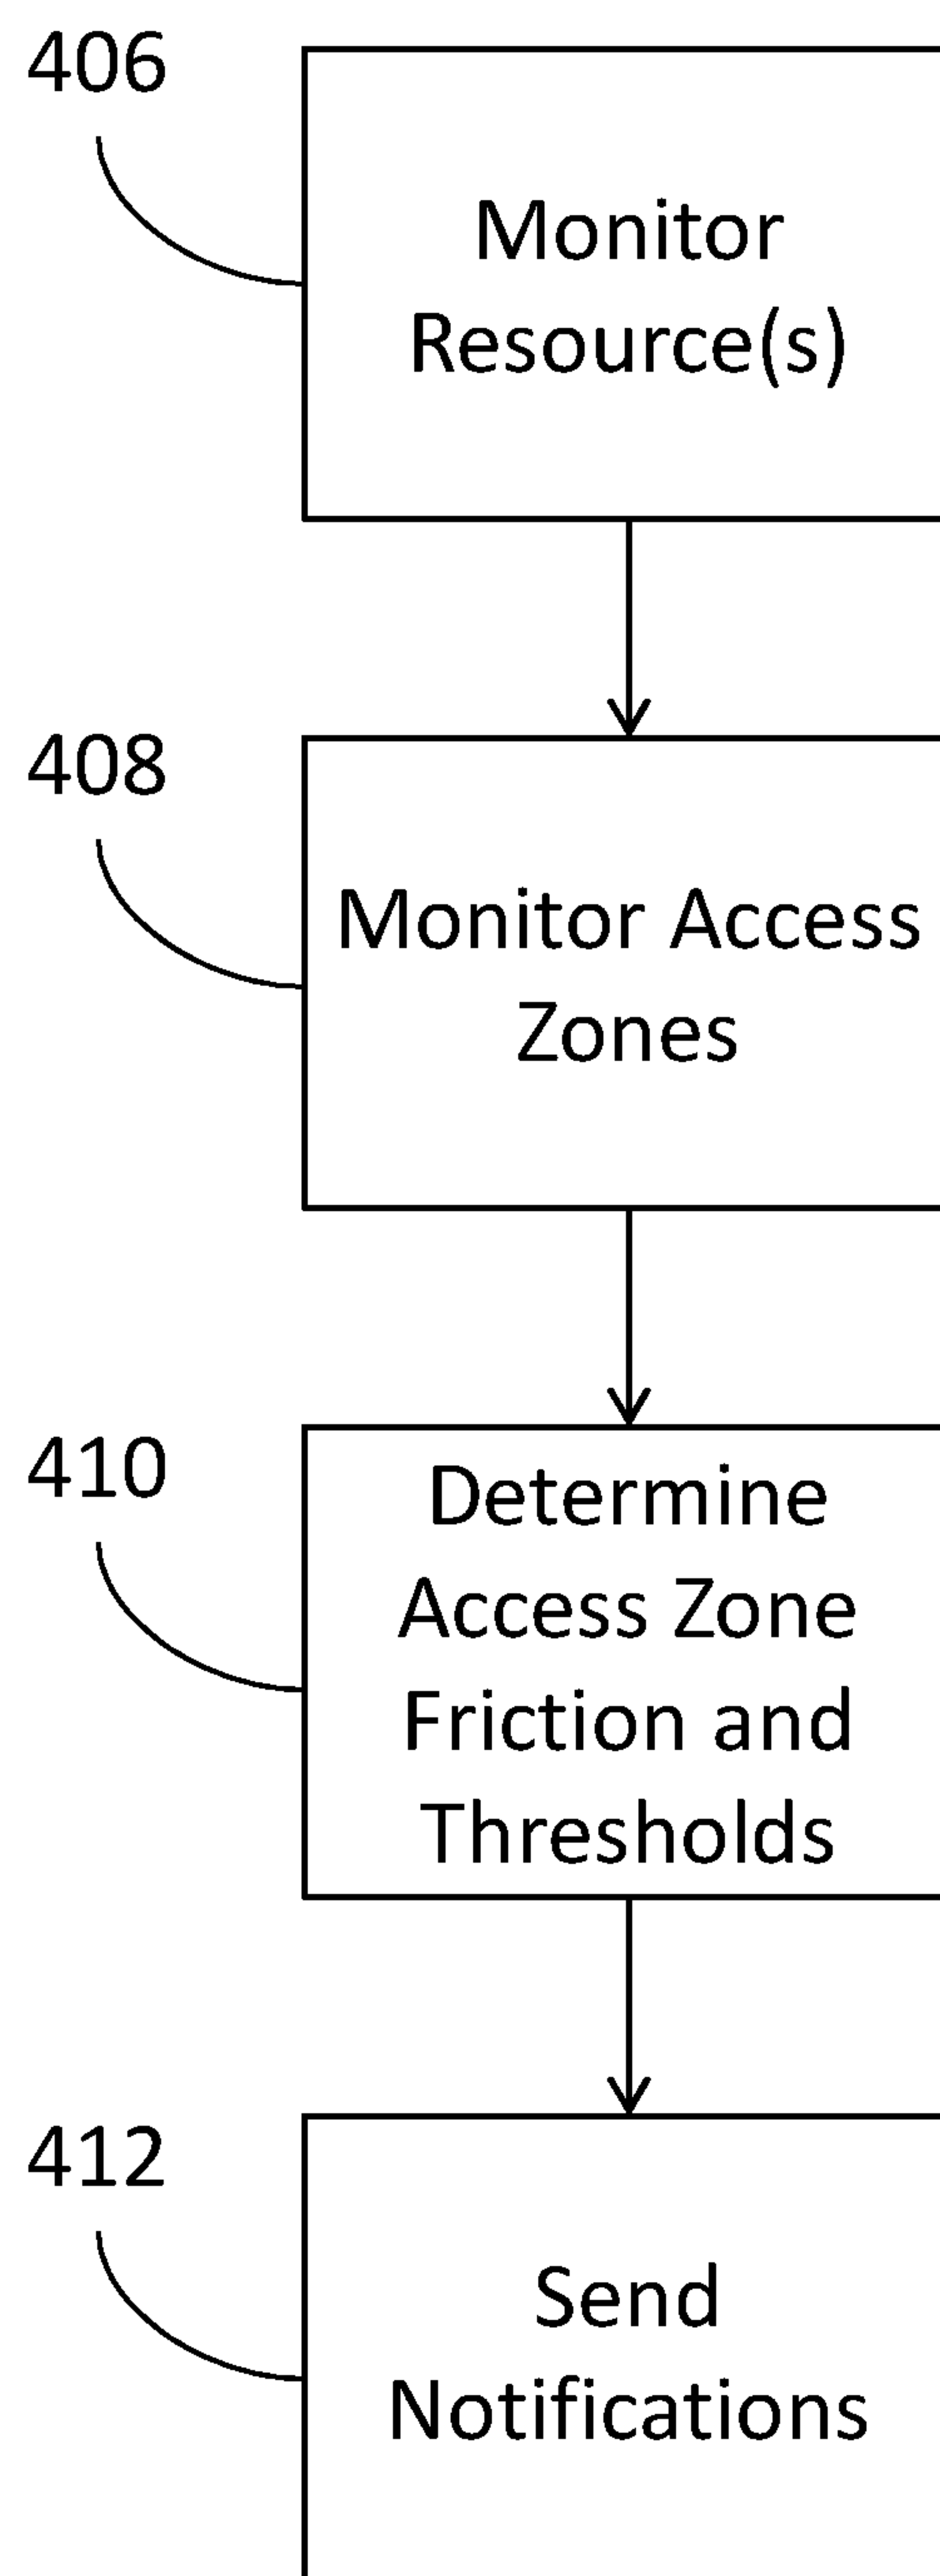 406
Monitor
Resource(s)
408
Monitor Access
Zones
410
Determine
Access Zone
Friction and
Thresholds
412
Send
Notifications